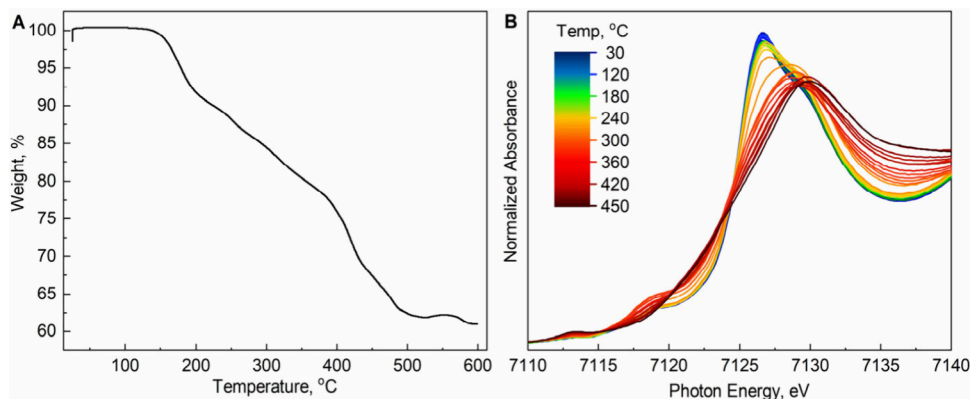 A
Weight, %
100
95
90
85
80
75
70
65
60
100 200 300 400 500 600
Temperature, °C
B
Normalized Absorbance
Temp, °C
30
120
180
240
300
360
420
450
7110 7115 7120 7125 7130 7135 7140
Photon Energy, eV